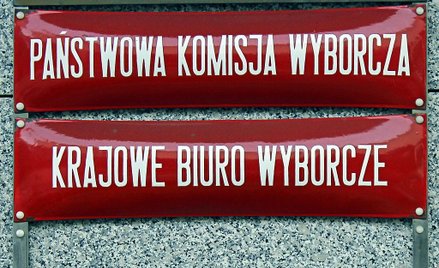 PAŃSTWOWA KOMISJA WYBORCZA
KRAJOWE BIURO WYBORCZE